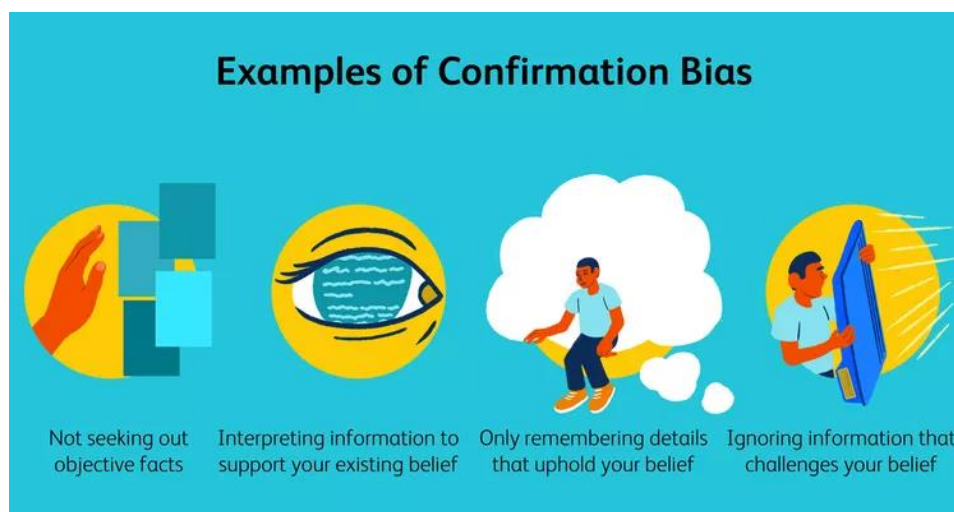 Examples of Confirmation Bias
Not seeking out
objective facts
Interpreting information to
support your existing belief
Only remembering details
that uphold your belief
Ignoring information that
challenges your belief